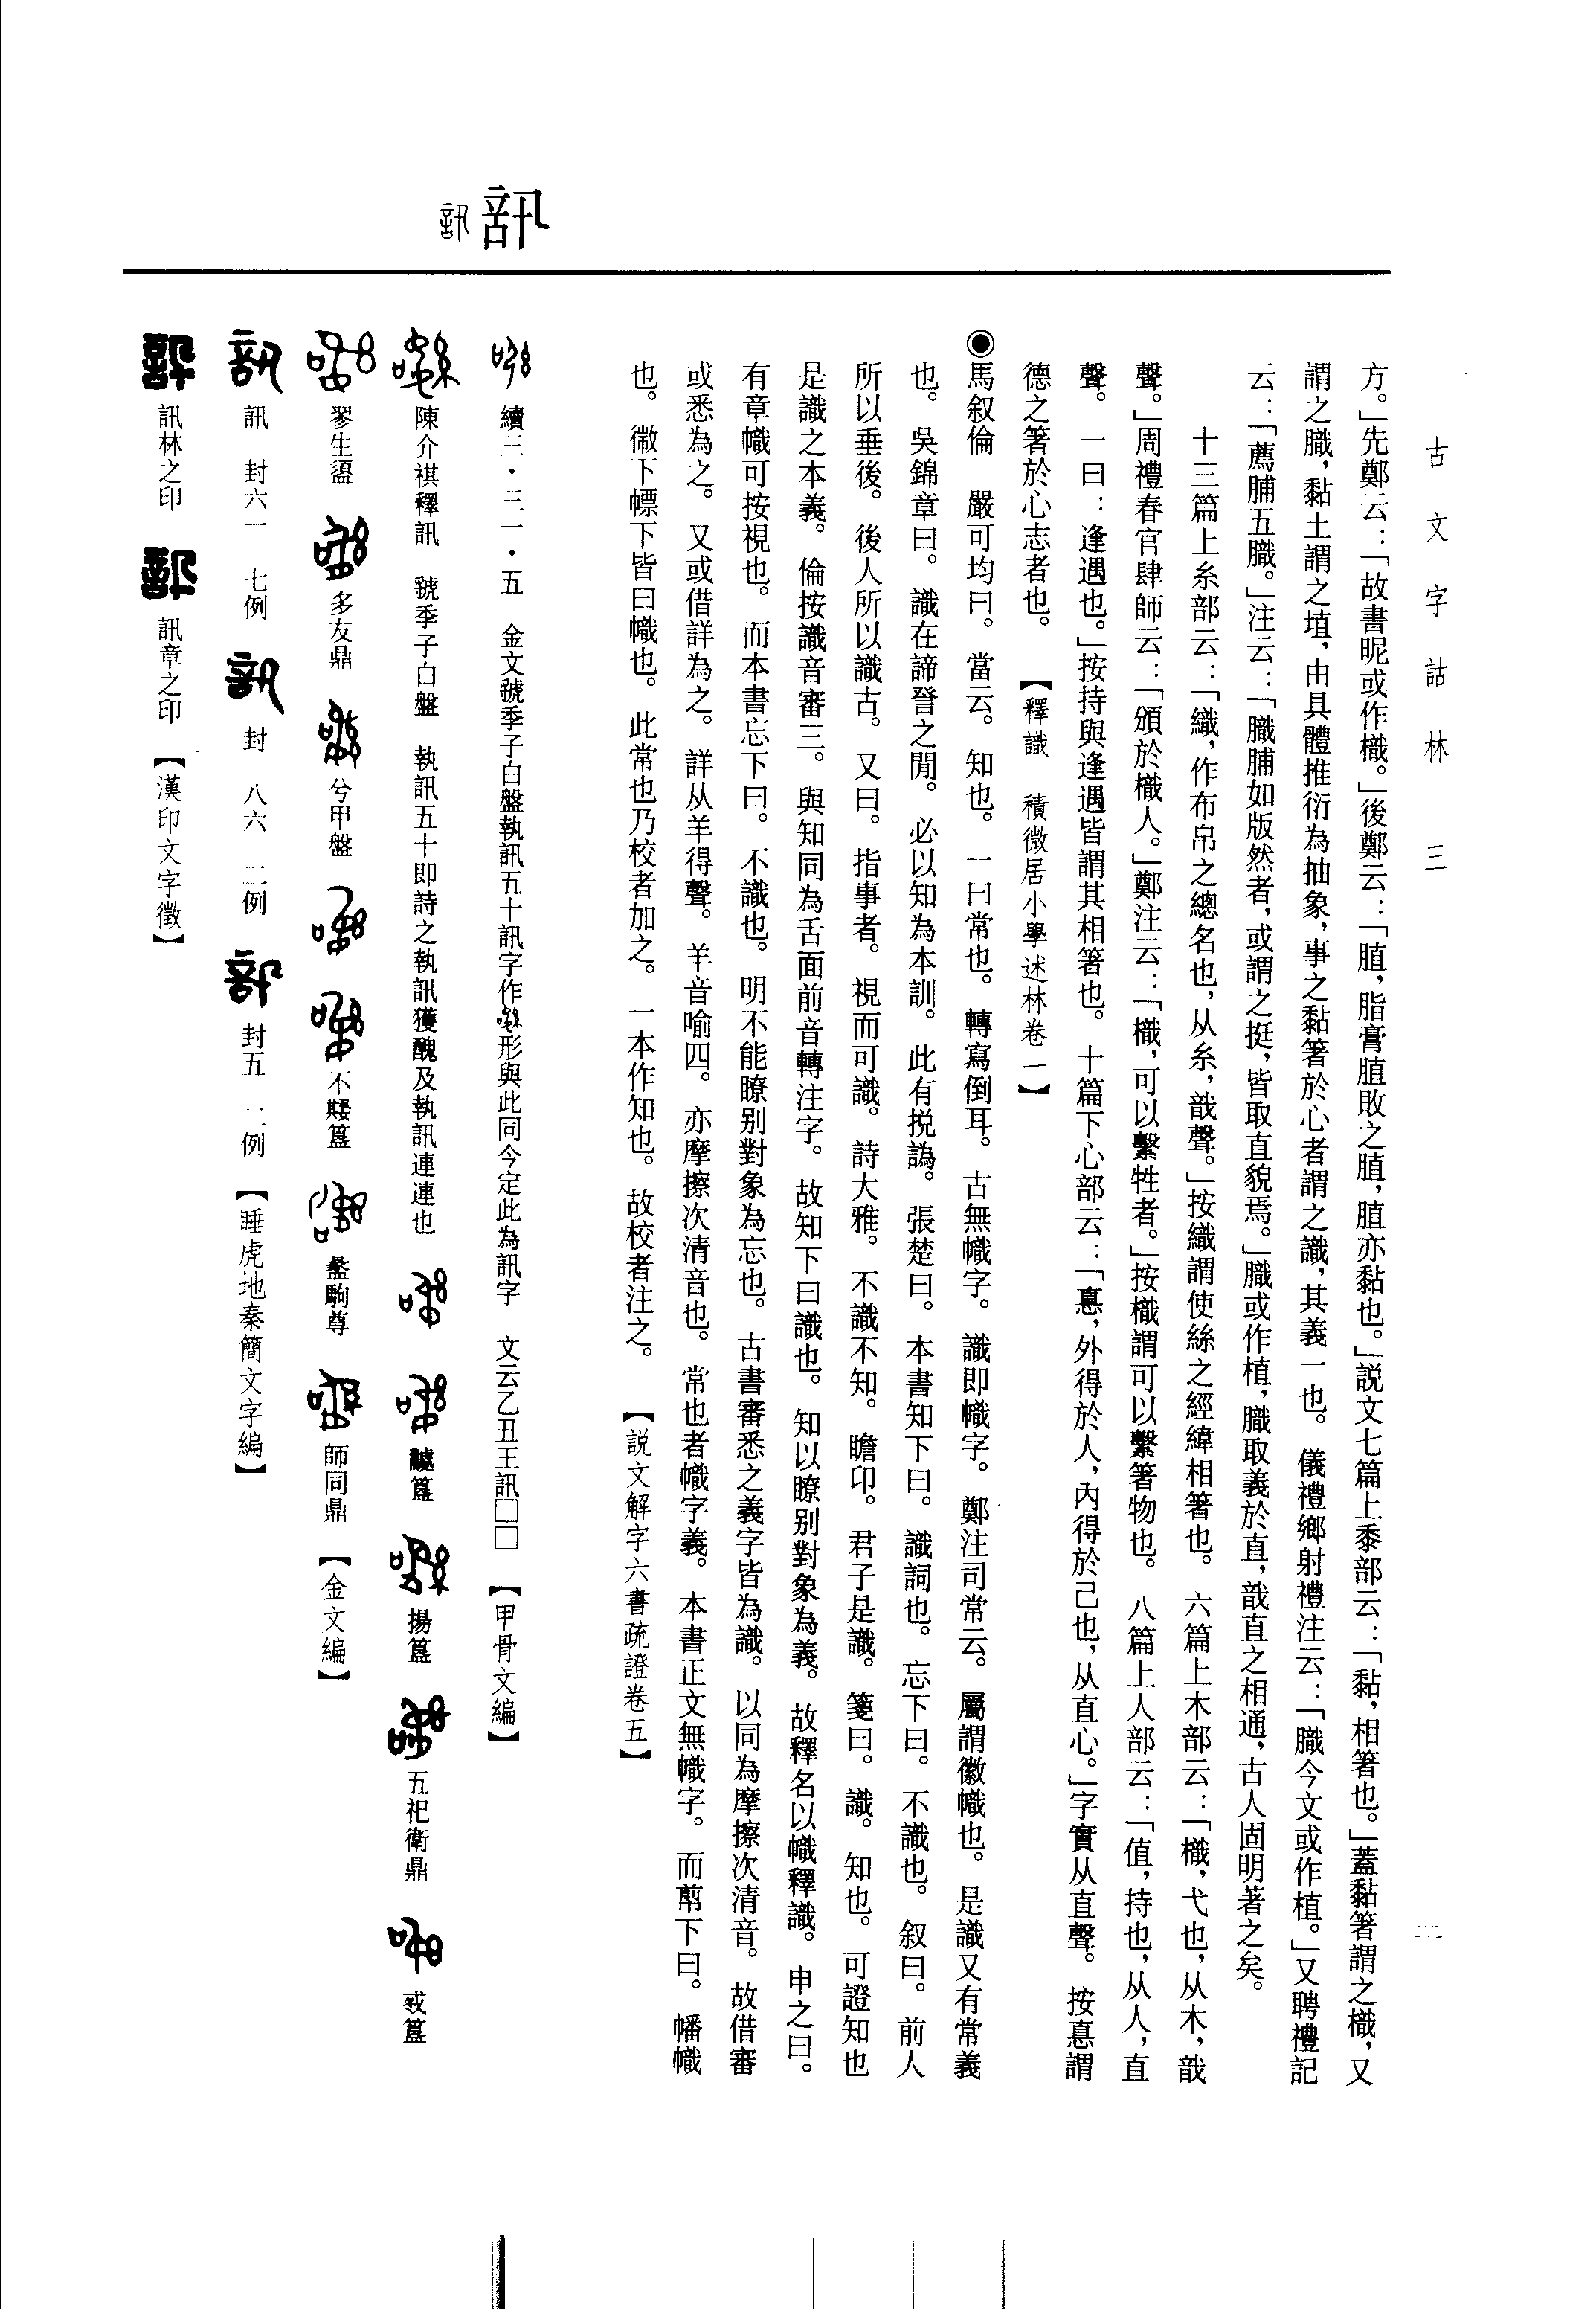 古文字詁林 三
二
訊 訊
方。」先鄭云：「故書昵或作樴。」後鄭云：「䐈，脂膏䐈敗之䐈，䐈亦黏也。」説文七篇上黍部云：「黏，相箸也。」蓋黏箸謂之樴，又
謂之職，黏土謂之埴，由具體推衍為抽象，事之黏箸於心者謂之識，其義一也。儀禮鄉射禮注云：「膱今文或作植。」又聘禮記
云：「薦脯五膱。」注云：「膱脯如版然者，或謂之挺，皆取直貌焉。」膱或作植，膱取義於直，戠直之相通，古人固明著之矣。
十三篇上糸部云：「織，作布帛之總名也，从糸，戠聲。」按織謂使絲之經緯相箸也。六篇上木部云：「樴，弋也，从木，戠
聲。」周禮春官肆師云：「頒於樴人。」鄭注云：「樴，可以繫牲者。」按樴謂可以繫箸物也。八篇上人部云：「值，持也，从人，直
聲。一曰：逢遇也。」按持與逢遇皆謂其相箸也。十篇下心部云：「悳，外得於人，內得於己也，从直心。」字實从直聲。按悳謂
德之箸於心志者也。【釋識 積微居小學述林卷一】
◉馬叙倫 嚴可均曰。當云。知也。一曰常也。轉寫倒耳。古無幟字。識即幟字。鄭注司常云。屬謂徽幟也。是識又有常義
也。吳錦章曰。識在諦詧之閒。必以知為本訓。此有捝譌。張楚曰。本書知下曰。識詞也。忘下曰。不識也。叙曰。前人
所以垂後。後人所以識古。又曰。指事者。視而可識。詩大雅。不識不知。瞻卬。君子是識。箋曰。識。知也。可證知也
是識之本義。倫按識音審三。與知同為舌面前音轉注字。故知下曰識也。知以瞭别對象為義。故釋名以幟釋識。申之曰。
有章幟可按視也。而本書忘下曰。不識也。明不能瞭别對象為忘也。古書審悉之義字皆為識。以同為摩擦次清音。故借審
或悉為之。又或借詳為之。詳从羊得聲。羊音喻四。亦摩擦次清音也。常也者幟字義。本書正文無幟字。而㡓下曰。幡幟
也。微下幖下皆曰幟也。此常也乃校者加之。一本作知也。故校者注之。【説文解字六書疏證卷五】
續三・三一・五 金文虢季子白盤執訊五十訊字作形與此同今定此為訊字 文云乙丑王訊□□ 【甲骨文編】
陳介祺釋訊 虢季子白盤 執訊五十即詩之執訊獲醜及執訊連連也 簋 揚簋 五祀衛鼎 㦰簋
翏生盨 多友鼎 兮甲盤 不𡢁簋 盠駒尊 師同鼎 【金文編】
訊 封六一 七例 封 八六 二例 封五 二例 【睡虎地秦簡文字編】
訊林之印 訊章之印 【漢印文字徵】